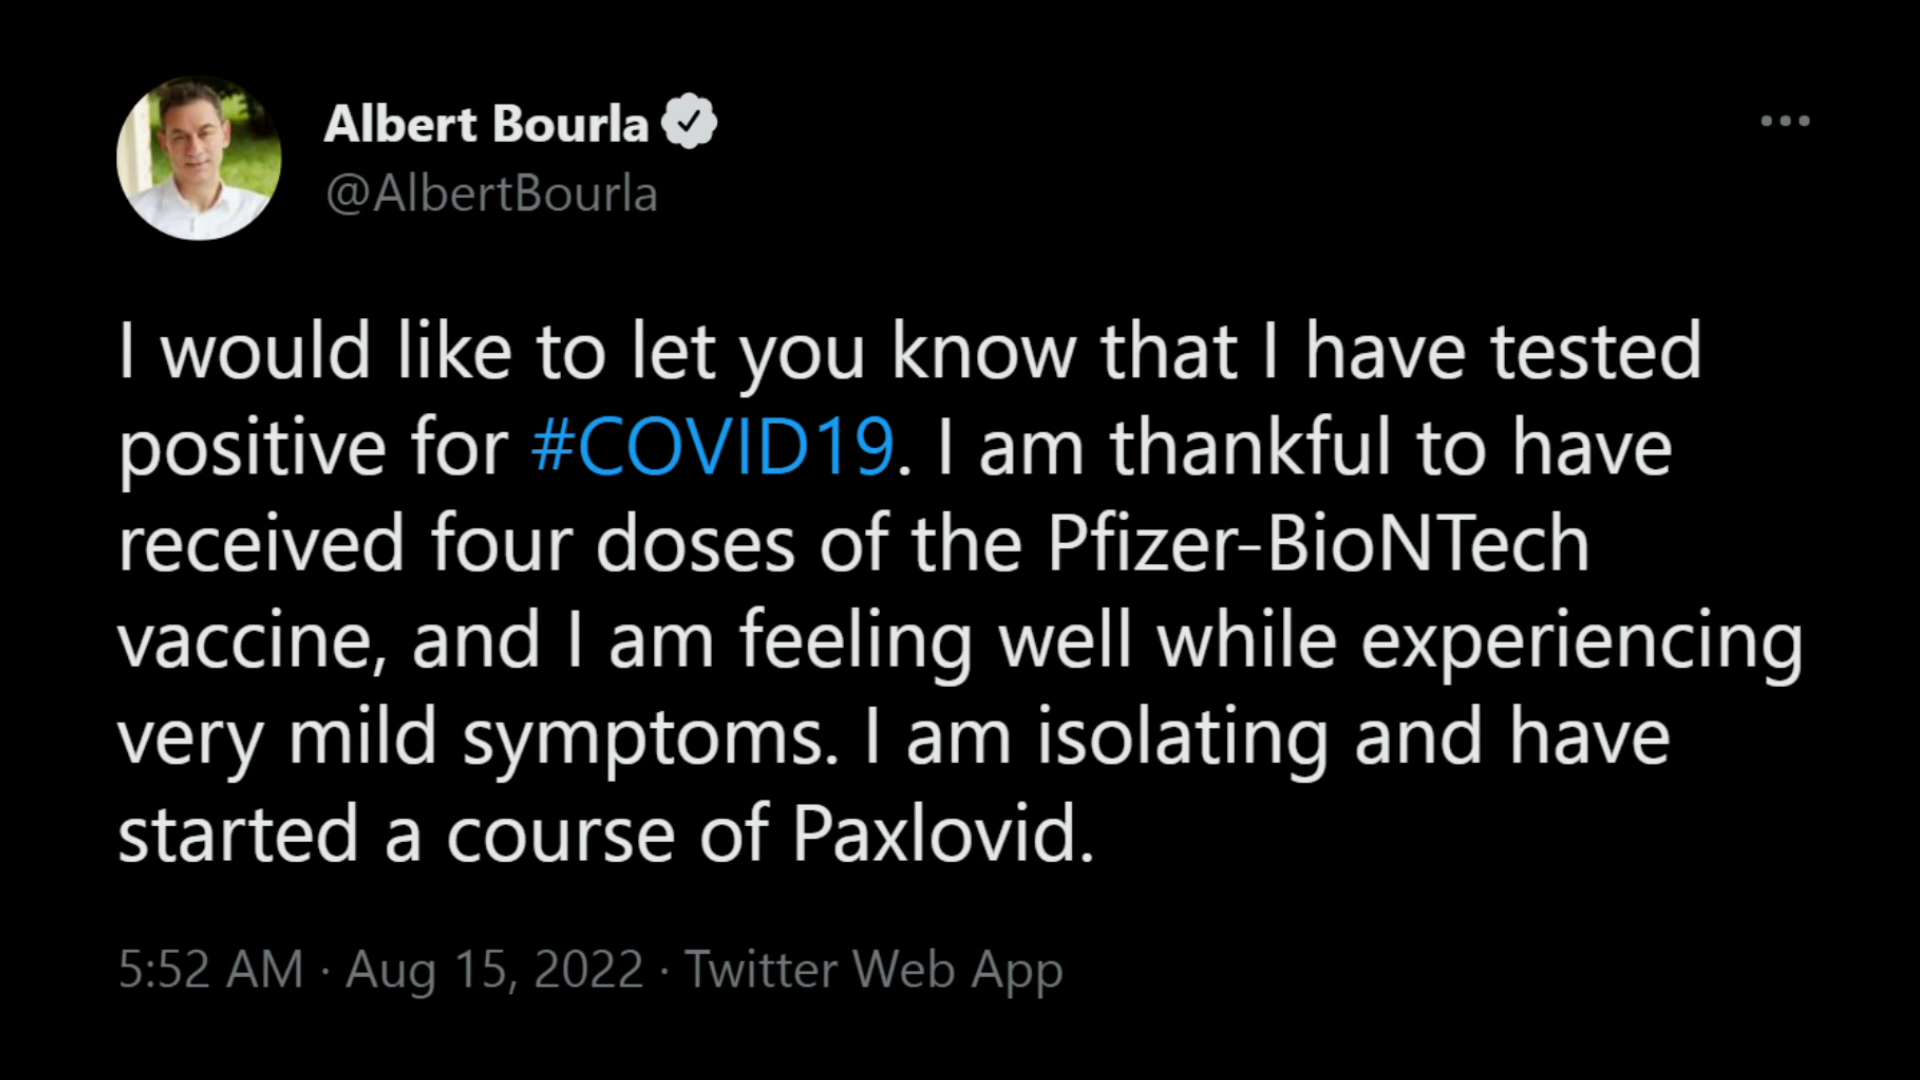 Albert Bourla
@AlbertBourla
I would like to let you know that I have tested
positive for #COVID19. I am thankful to have
received four doses of the Pfizer-BioNTech
vaccine, and I am feeling well while experiencing
very mild symptoms. I am isolating and have
started a course of Paxlovid.
5:52 AM · Aug 15, 2022 · Twitter Web App